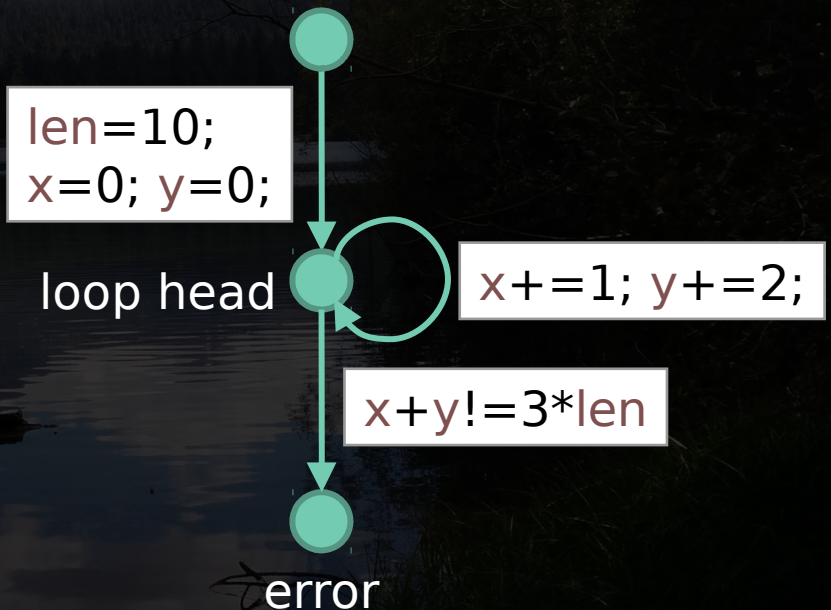 len=10;
x=0; y=0;
loop head
x+=1; y+=2;
x+y!=3*len
error